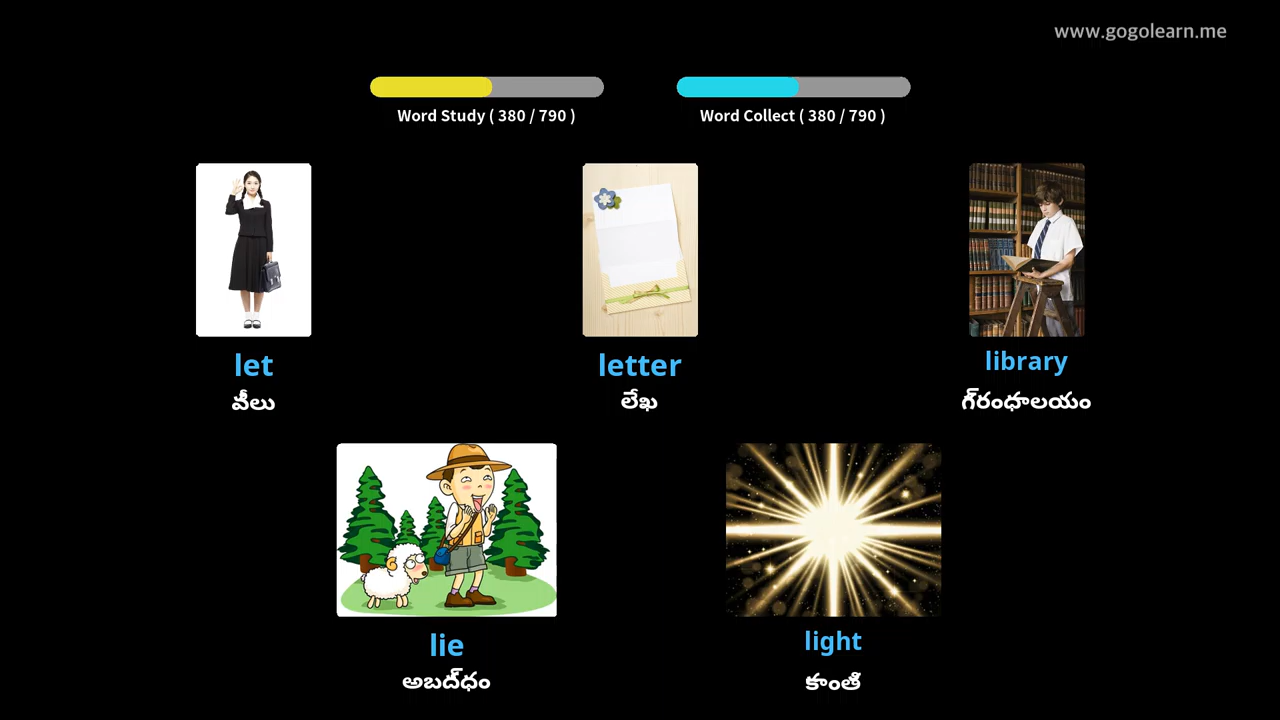 www.gogolearn.me
Word Study ( 380 / 790 )
Word Collect ( 380 / 790 )
let
వీలు
letter
లేఖ
library
గ్రంధాలయం
lie
అబద్ధం
light
కాంతి